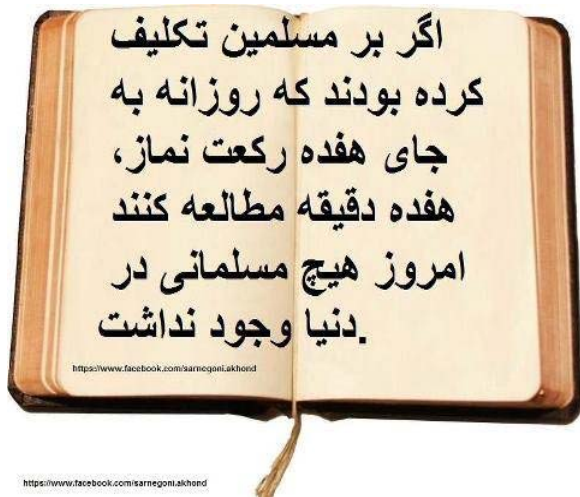 اگر بر مسلمین تکلیف
کرده بودند که روزانه به
جای هفده رکعت نماز،
هفده دقیقه مطالعه کنند
امروز هیچ مسلمانی در
دنیا وجود نداشت.
https://www.facebook.com/sarnegoni.akhond
https://www.facebook.com/sarnegoni.akhond